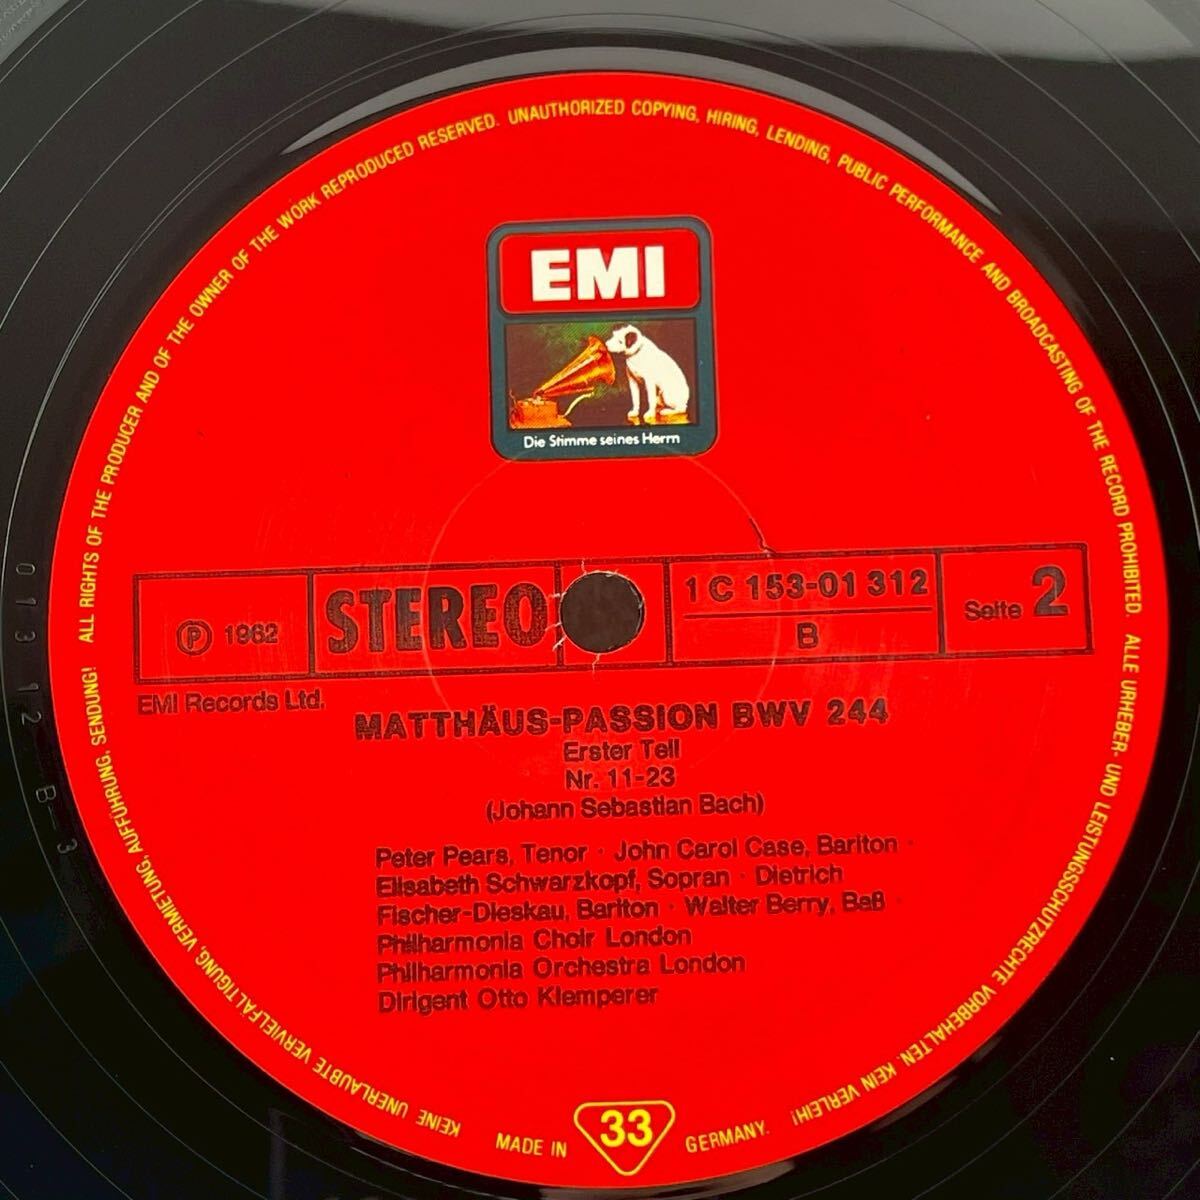 ALL RIGHTS OF THE PRODUCER AND OF THE OWNER OF THE WORK REPRODUCED RESERVED. UNAUTHORIZED COPYING, HIRING, LENDING, PUBLIC PERFORMANCE AND BROADCASTING OF THE RECORD PROHIBITED. ALLE URHEBER- UND LEISTUNGSSCHUTZRECHTE VORBEHALTEN. KEIN VERLEIH!
KEINE UNERLAUBTE VERVIELFÄLTIGUNG, VERMIETUNG, AUFFÜHRUNG, SENDUNG!
EMI
Die Stimme seines Herrn
℗ 1962
STEREO
1 C 153-01 312
B
Seite 2
EMI Records Ltd.
MATTHÄUS-PASSION BWV 244
Erster Teil
Nr. 11-23
(Johann Sebastian Bach)
Peter Pears, Tenor · John Carol Case, Bariton ·
Elisabeth Schwarzkopf, Sopran · Dietrich
Fischer-Dieskau, Bariton · Walter Berry, Baß ·
Philharmonia Choir London
Philharmonia Orchestra London
Dirigent Otto Klemperer
MADE IN 33 GERMANY.
01312 B-3